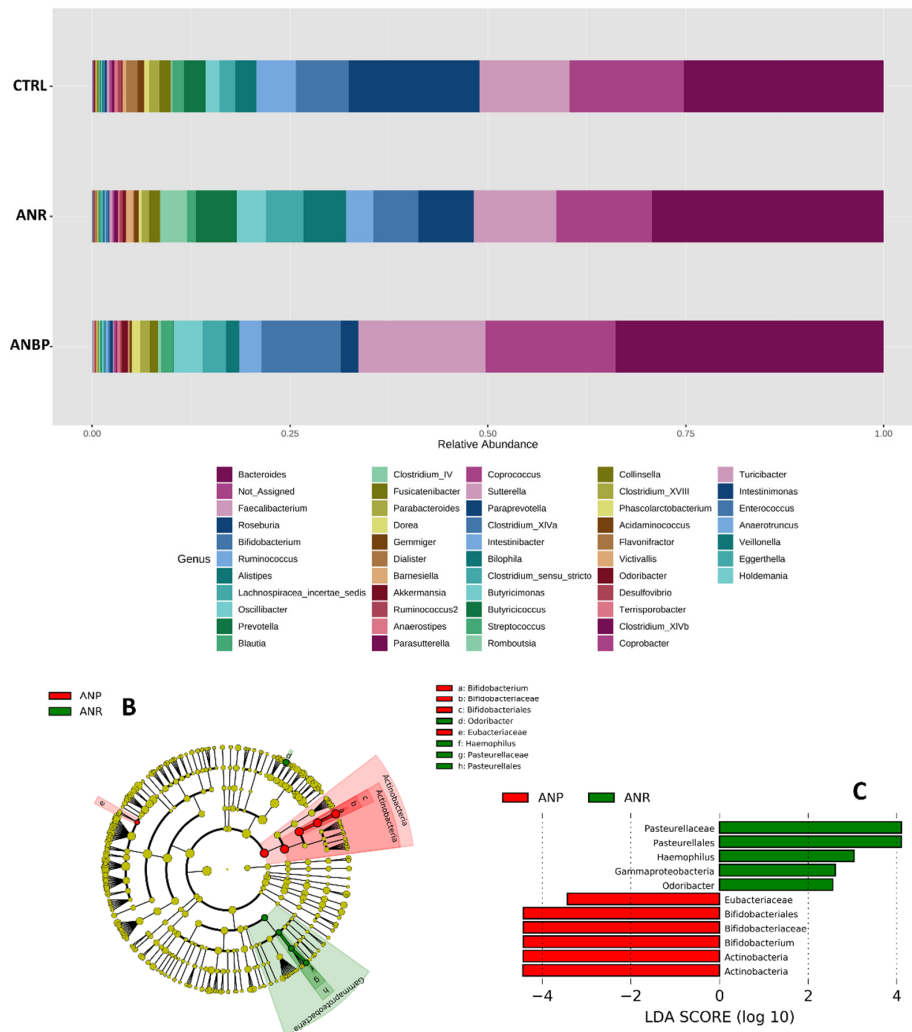 CTRL
ANR
ANBP
0.00 0.25 0.50 0.75 1.00
Relative Abundance
Genus
Bacteroides
Not_Assigned
Faecalibacterium
Roseburia
Bifidobacterium
Ruminococcus
Alistipes
Lachnospiracea_incertae_sedis
Oscillibacter
Prevotella
Blautia
Clostridium_IV
Fusicatenibacter
Parabacteroides
Dorea
Gemmiger
Dialister
Barnesiella
Akkermansia
Ruminococcus2
Anaerostipes
Parasutterella
Coprococcus
Sutterella
Paraprevotella
Clostridium_XIVa
Intestinibacter
Bilophila
Clostridium_sensu_stricto
Butyricimonas
Butyricicoccus
Streptococcus
Romboutsia
Collinsella
Clostridium_XVIII
Phascolarctobacterium
Acidaminococcus
Flavonifractor
Victivallis
Odoribacter
Desulfovibrio
Terrisporobacter
Clostridium_XIVb
Coprobacter
Turicibacter
Intestinimonas
Enterococcus
Anaerotruncus
Veillonella
Eggerthella
Holdemania
ANP
ANR
B
a: Bifidobacterium
b: Bifidobacteriaceae
c: Bifidobacteriales
d: Odoribacter
e: Eubacteriaceae
f: Haemophilus
g: Pasteurellaceae
h: Pasteurellales
d
e
b
c
Actinobacteria
Actinobacteria
g
h
Gammaproteobacteria
ANP ANR
C
Pasteurellaceae
Pasteurellales
Haemophilus
Gammaproteobacteria
Odoribacter
Eubacteriaceae
Bifidobacteriales
Bifidobacteriaceae
Bifidobacterium
Actinobacteria
Actinobacteria
−4 −2 0 2 4
LDA SCORE (log 10)